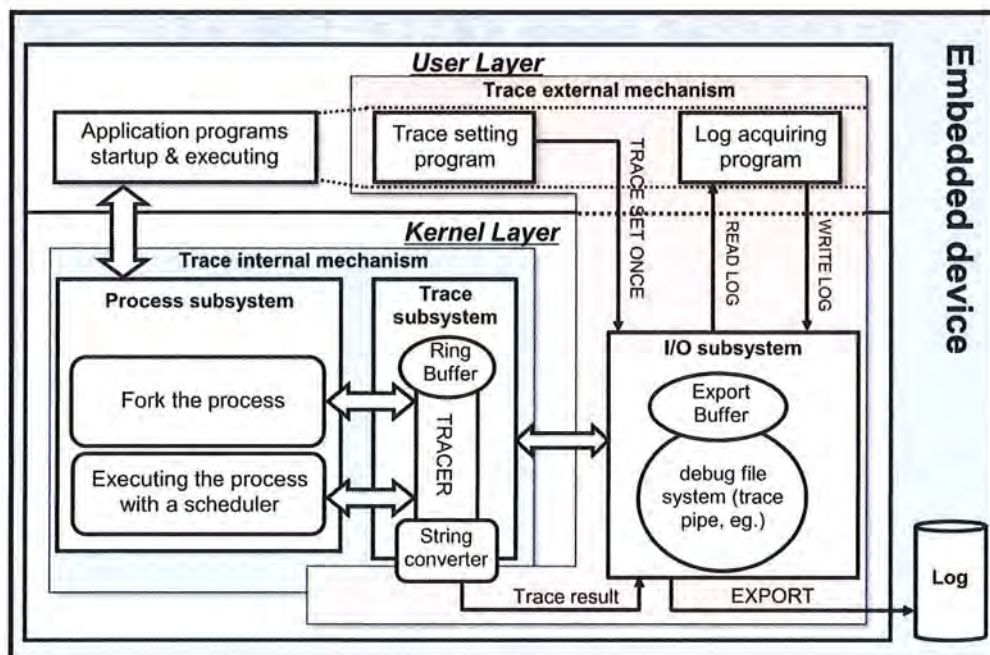 User Layer
Trace external mechanism
Application programs
startup & executing
Trace setting
program
Log acquiring
program
TRACE SET ONCE
READ LOG
WRITE LOG
Embedded device
Kernel Layer
Trace internal mechanism
Process subsystem
Fork the process
Executing the process
with a scheduler
Trace
subsystem
Ring
Buffer
TRACER
String
converter
I/O subsystem
Export
Buffer
debug file
system (trace
pipe, eg.)
Trace result
EXPORT
Log